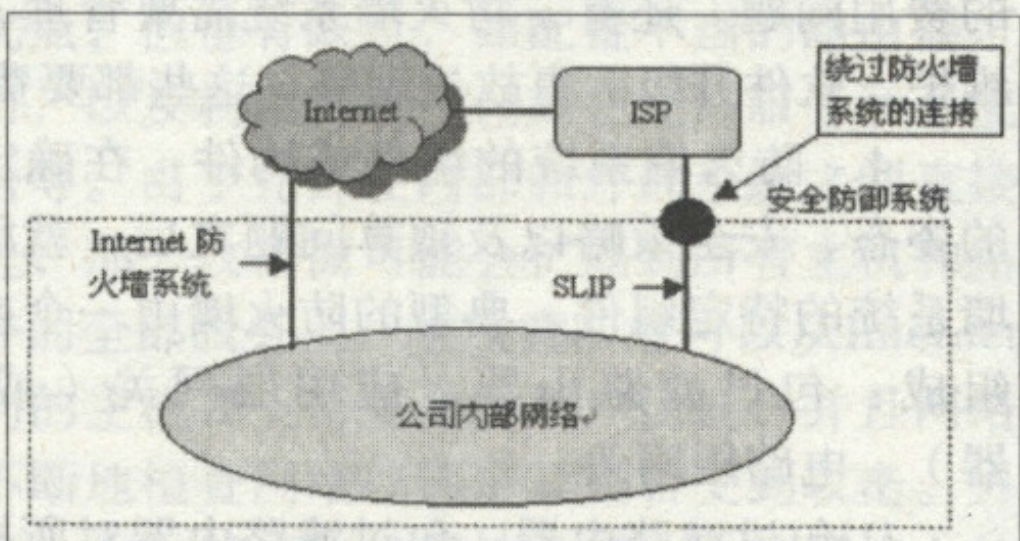 绕过防火墙
系统的连接
Internet
ISP
安全防御系统
Internet 防
火墙系统
SLIP
公司内部网络↵